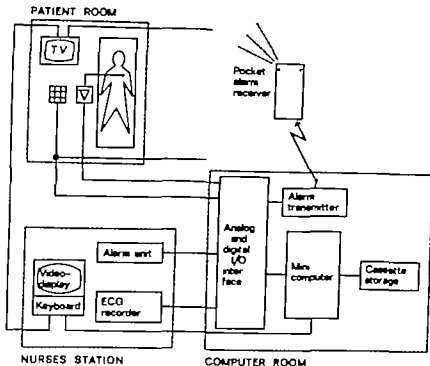 PATIENT ROOM
TV
Pocket
alarm
receiver
Alarm
transmitter
Analog
and
digital
I/O
inter
face
Mini
computer
Cassette
storage
Alarm unit
Video-
display
Keyboard
ECG
recorder
NURSES STATION
COMPUTER ROOM